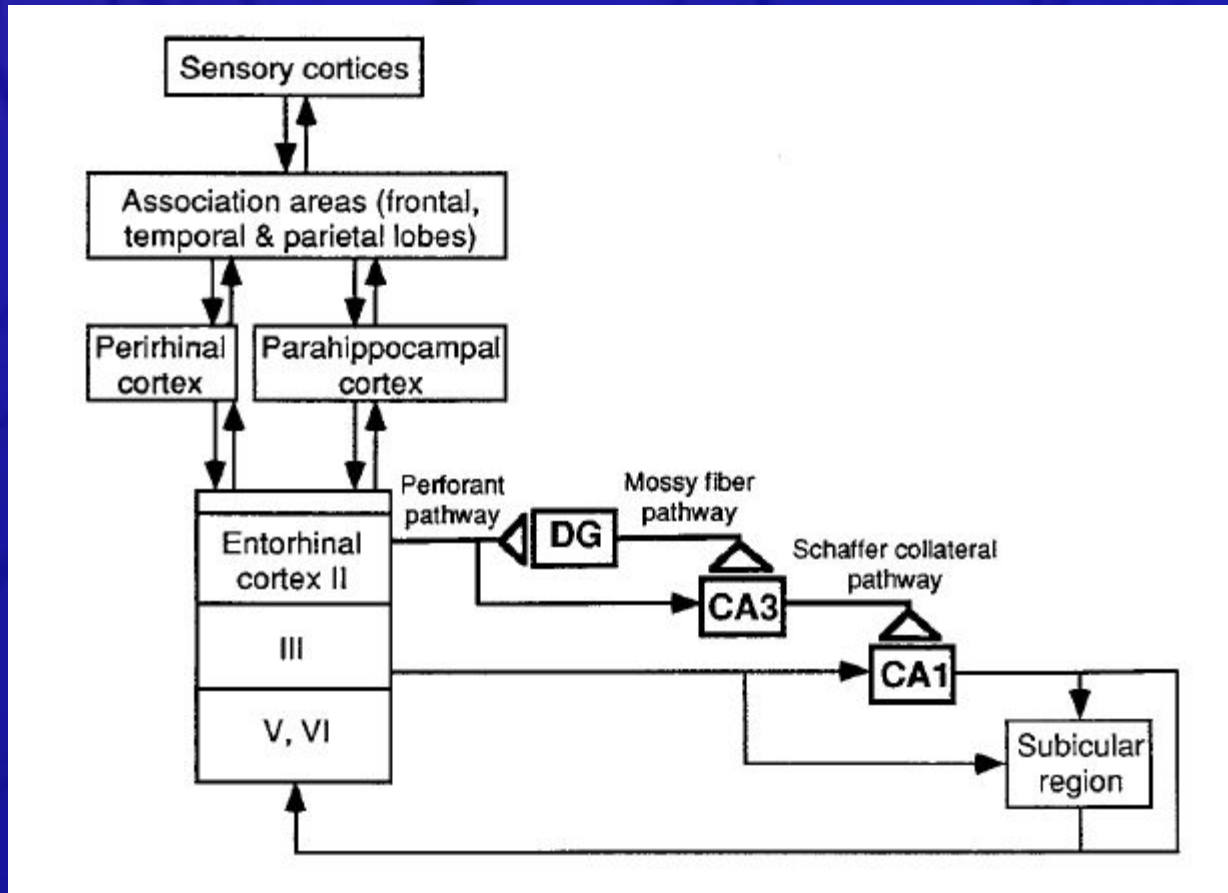 Sensory cortices
Association areas (frontal,
temporal & parietal lobes)
Perirhinal
cortex
Parahippocampal
cortex
Perforant
pathway
Mossy fiber
pathway
DG
Entorhinal
cortex II
Schaffer collateral
pathway
CA3
III
CA1
V, VI
Subicular
region